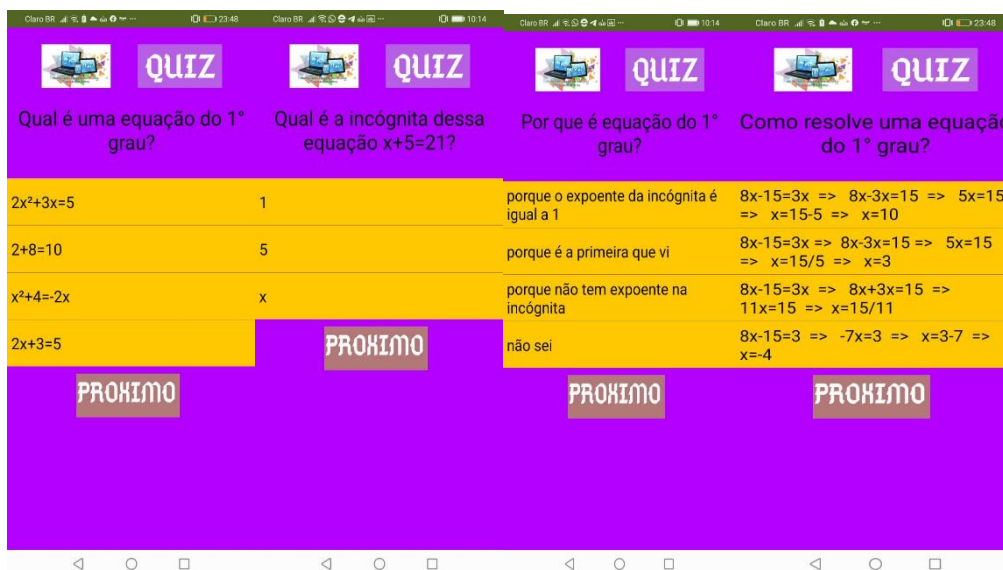 Claro BR
23:48
QUIZ
Qual é uma equação do 1°
grau?
2x²+3x=5
2+8=10
x²+4=-2x
2x+3=5
PROXIMO
Claro BR
10:14
QUIZ
Qual é a incógnita dessa
equação x+5=21?
1
5
x
PROXIMO
Claro BR
10:14
QUIZ
Por que é equação do 1°
grau?
porque o expoente da incógnita é
igual a 1
porque é a primeira que vi
porque não tem expoente na
incógnita
não sei
PROXIMO
Claro BR
23:48
QUIZ
Como resolve uma equação
do 1° grau?
8x-15=3x => 8x-3x=15 => 5x=15
=> x=15-5 => x=10
8x-15=3x => 8x-3x=15 => 5x=15
=> x=15/5 => x=3
8x-15=3x => 8x+3x=15 =>
11x=15 => x=15/11
8x-15=3 => -7x=3 => x=3-7 =>
x=-4
PROXIMO